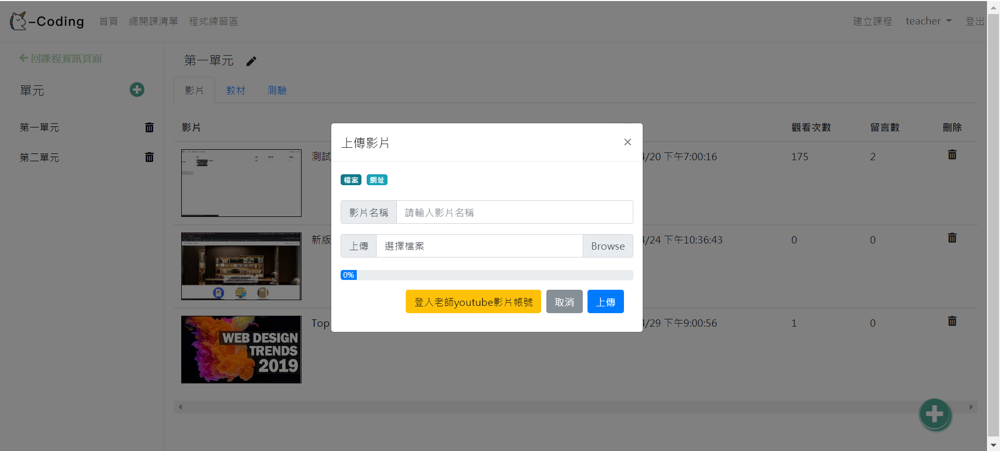 -Coding 首頁 總開課清單 程式練習區 建立課程 teacher 登出
回課程資訊頁面
單元
第一單元
第二單元
第一單元
影片 教材 測驗
影片 觀看次數 留言數 刪除
測試 4/20 下午7:00:16 175 2
新版 4/24 下午10:36:43 0 0
Top 4/29 下午9:00:56 1 0
WEB DESIGN
TRENDS
2019
上傳影片 ×
檔案 網址
影片名稱 請輸入影片名稱
上傳 選擇檔案 Browse
0%
登入老師youtube影片帳號 取消 上傳